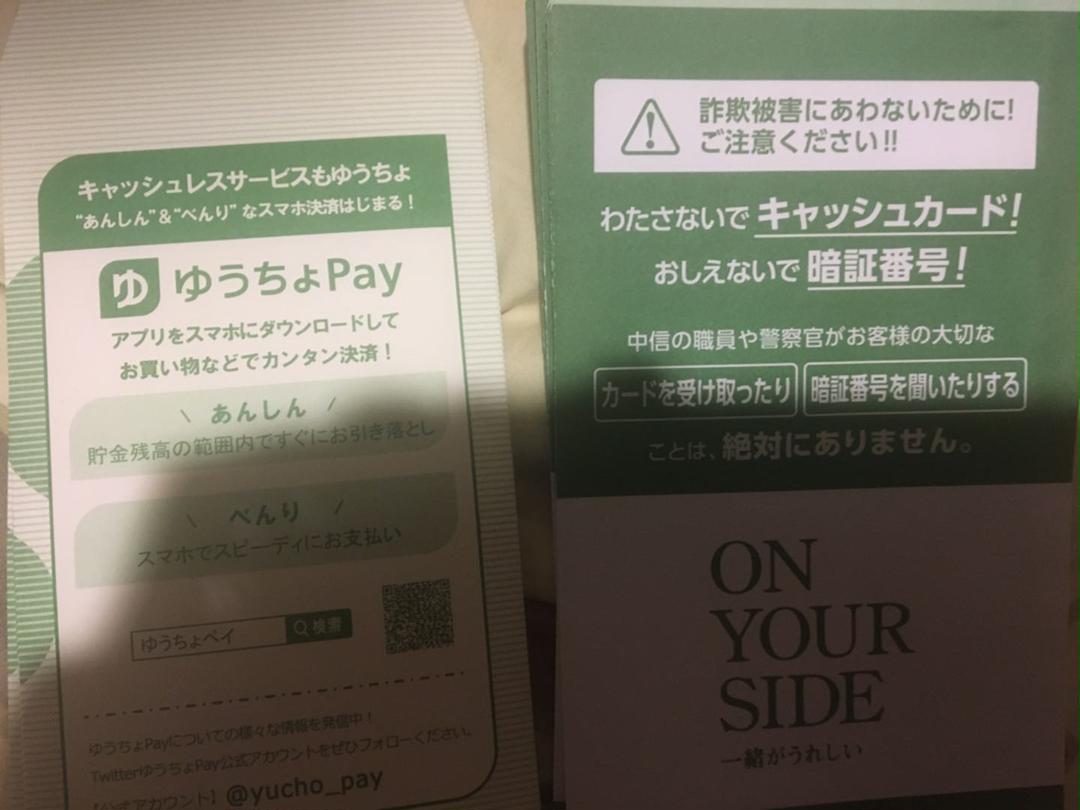 キャッシュレスサービスもゆうちょ
“あんしん”&“べんり”なスマホ決済はじまる！
ゆ ゆうちょPay
アプリをスマホにダウンロードして
お買い物などでカンタン決済！
\ あんしん /
貯金残高の範囲内ですぐにお引き落とし
\ べんり /
スマホでスピーディにお支払い
ゆうちょペイ 検索
ゆうちょPayについての様々な情報を発信中！
TwitterゆうちょPay公式アカウントをぜひフォローください。
【公式アカウント】@yucho_pay
詐欺被害にあわないために!
ご注意ください!!
わたさないで キャッシュカード!
おしえないで 暗証番号!
中信の職員や警察官がお客様の大切な
カードを受け取ったり 暗証番号を聞いたりする
ことは、絶対にありません。
ON
YOUR
SIDE
一緒がうれしい